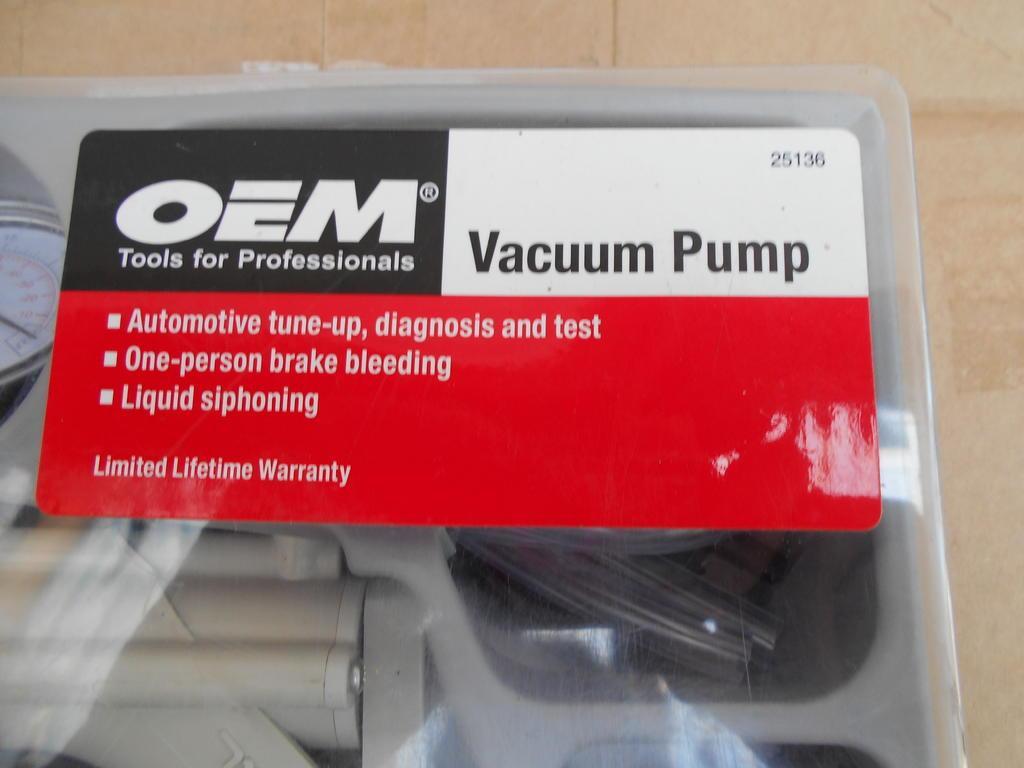 OEM®
Tools for Professionals
25136
Vacuum Pump
▪ Automotive tune-up, diagnosis and test
▪ One-person brake bleeding
▪ Liquid siphoning
Limited Lifetime Warranty